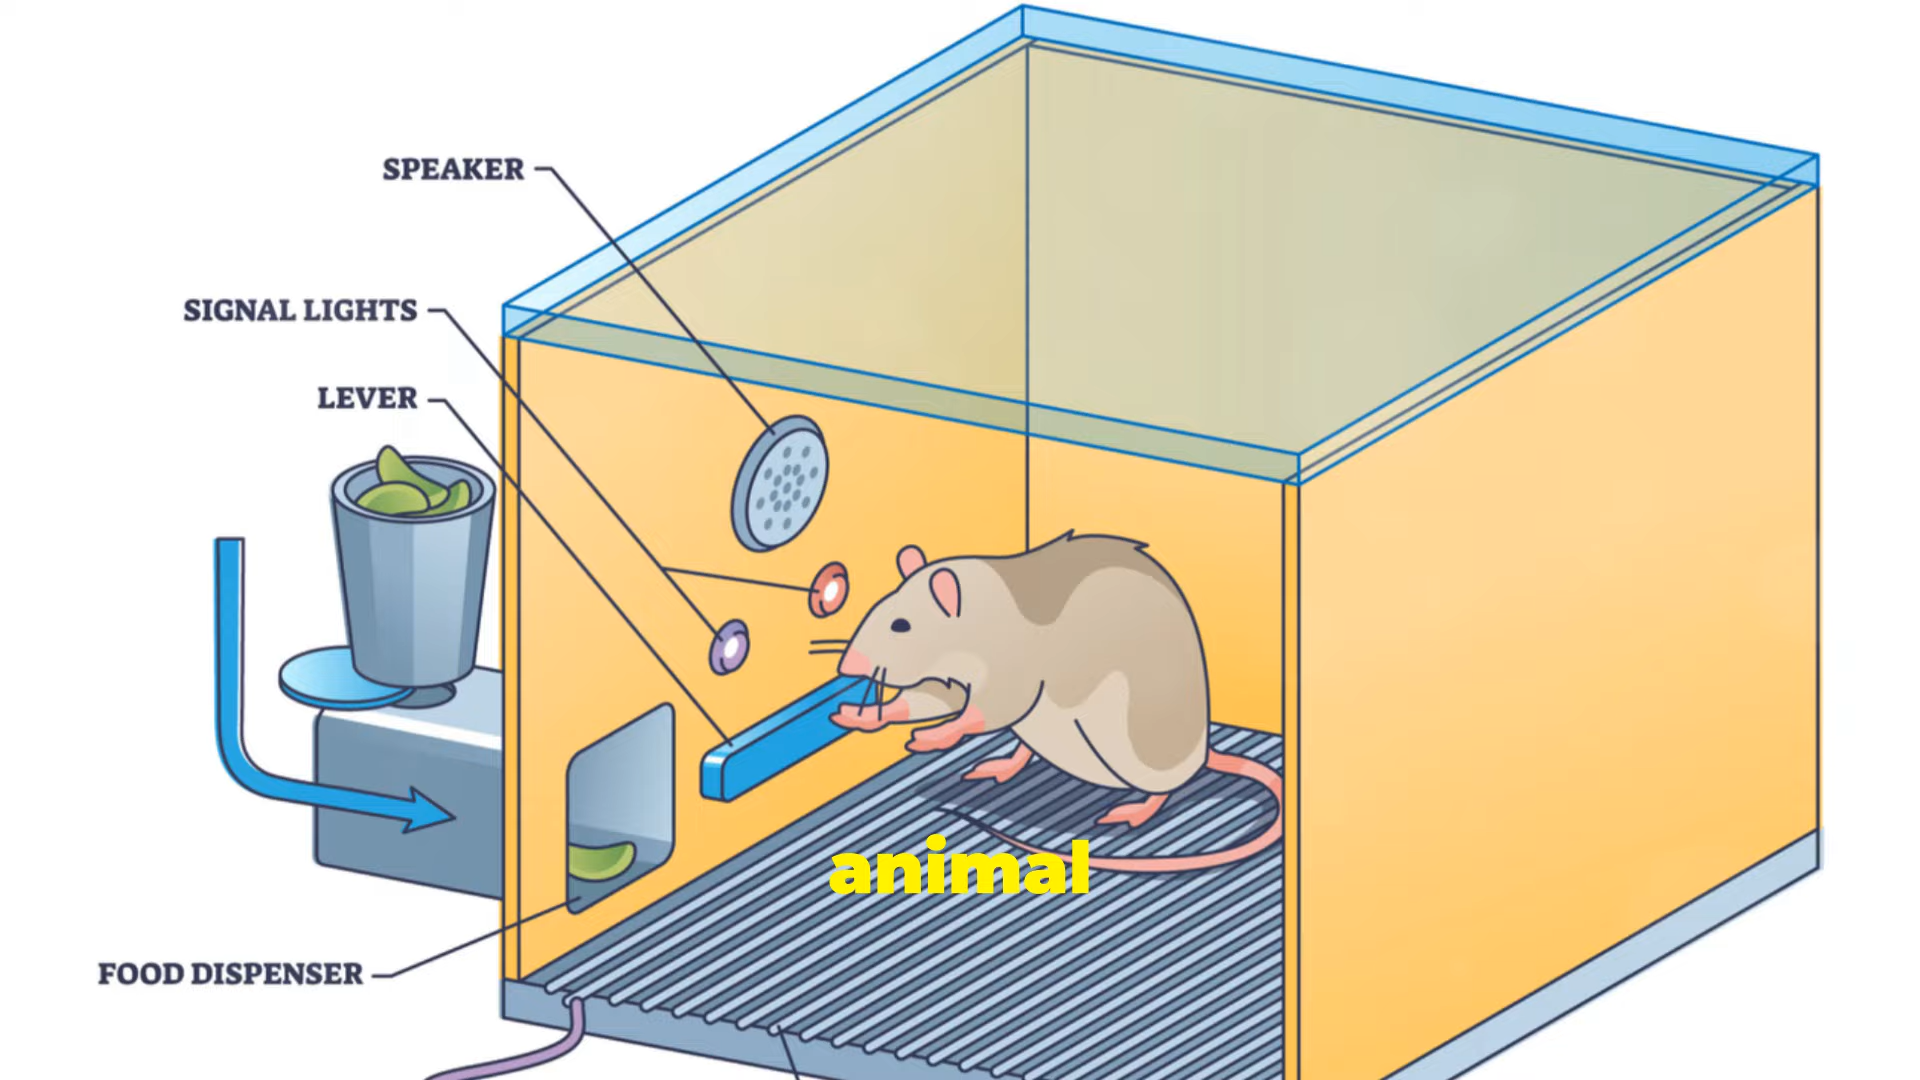 SPEAKER
SIGNAL LIGHTS
LEVER
animal
FOOD DISPENSER